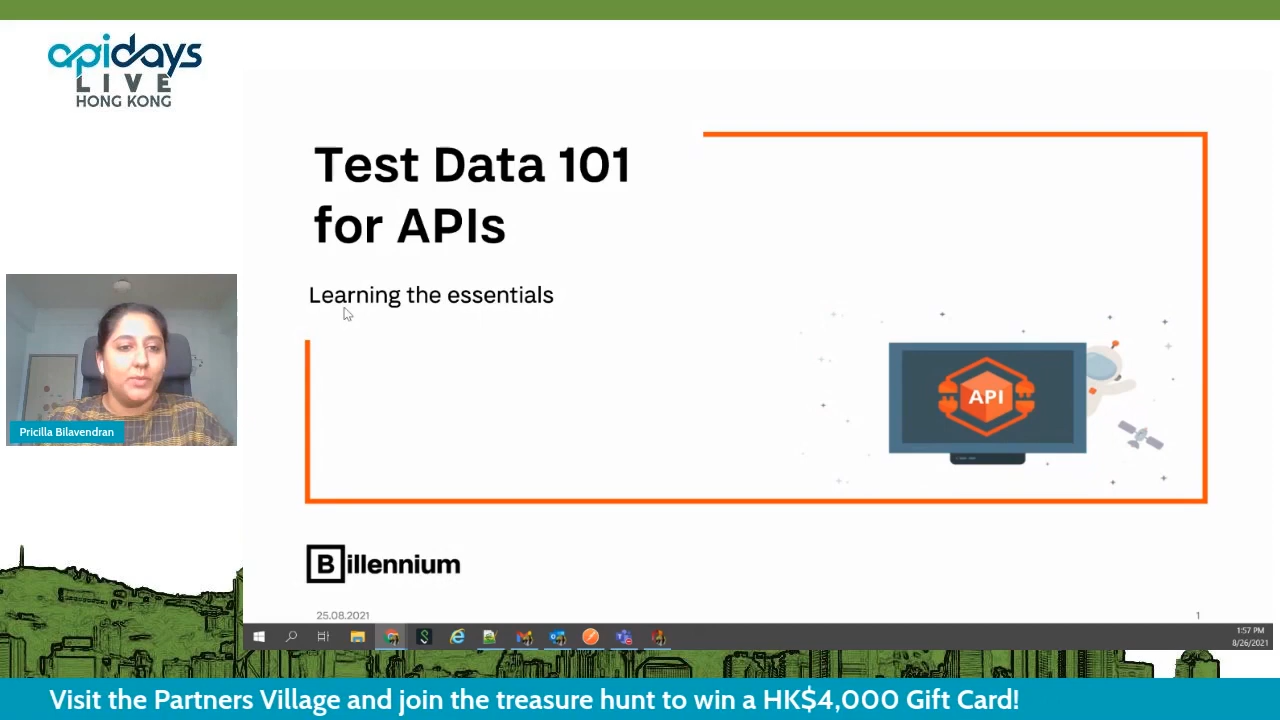 apidays
LIVE
HONG KONG
Test Data 101
for APIs
Learning the essentials
API
Pricilla Bilavendran
Billennium
25.08.2021
1
1:57 PM
8/26/2021
Visit the Partners Village and join the treasure hunt to win a HK$4,000 Gift Card!